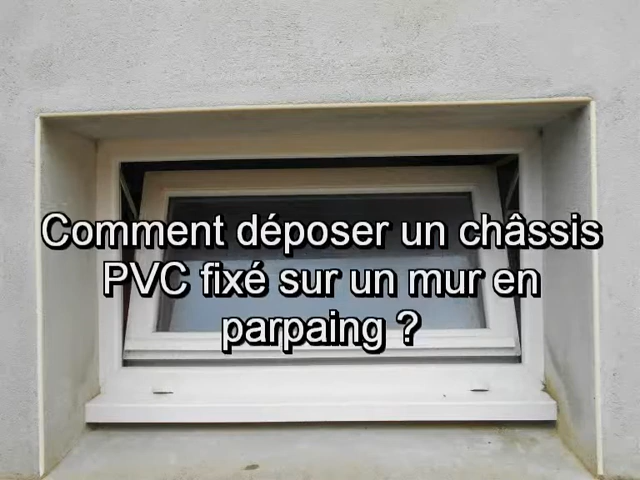 Comment déposer un châssis
PVC fixé sur un mur en
parpaing ?